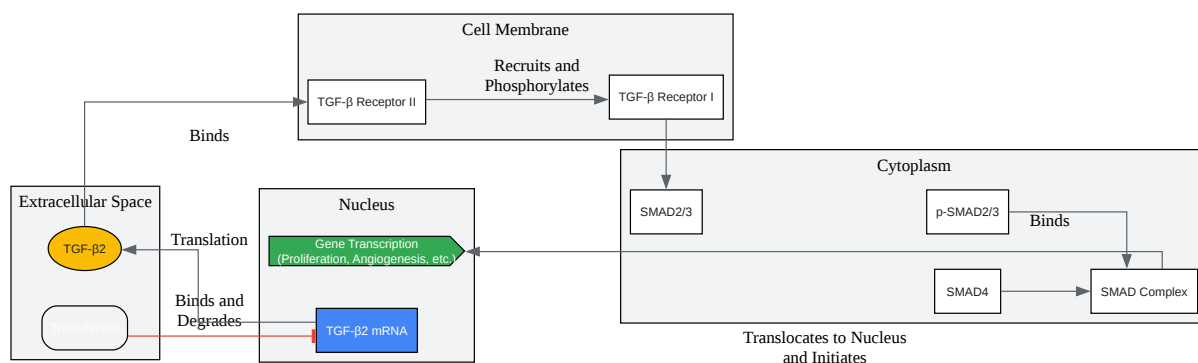 Cell Membrane
Recruits and
Phosphorylates
TGF-β Receptor II
TGF-β Receptor I
Binds
Cytoplasm
SMAD2/3
p-SMAD2/3
Binds
SMAD4
SMAD Complex
Translocates to Nucleus
and Initiates
Extracellular Space
TGF-β2
Trabedersen
Translation
Binds and
Degrades
Nucleus
Gene Transcription
(Proliferation, Angiogenesis, etc.)
TGF-β2 mRNA